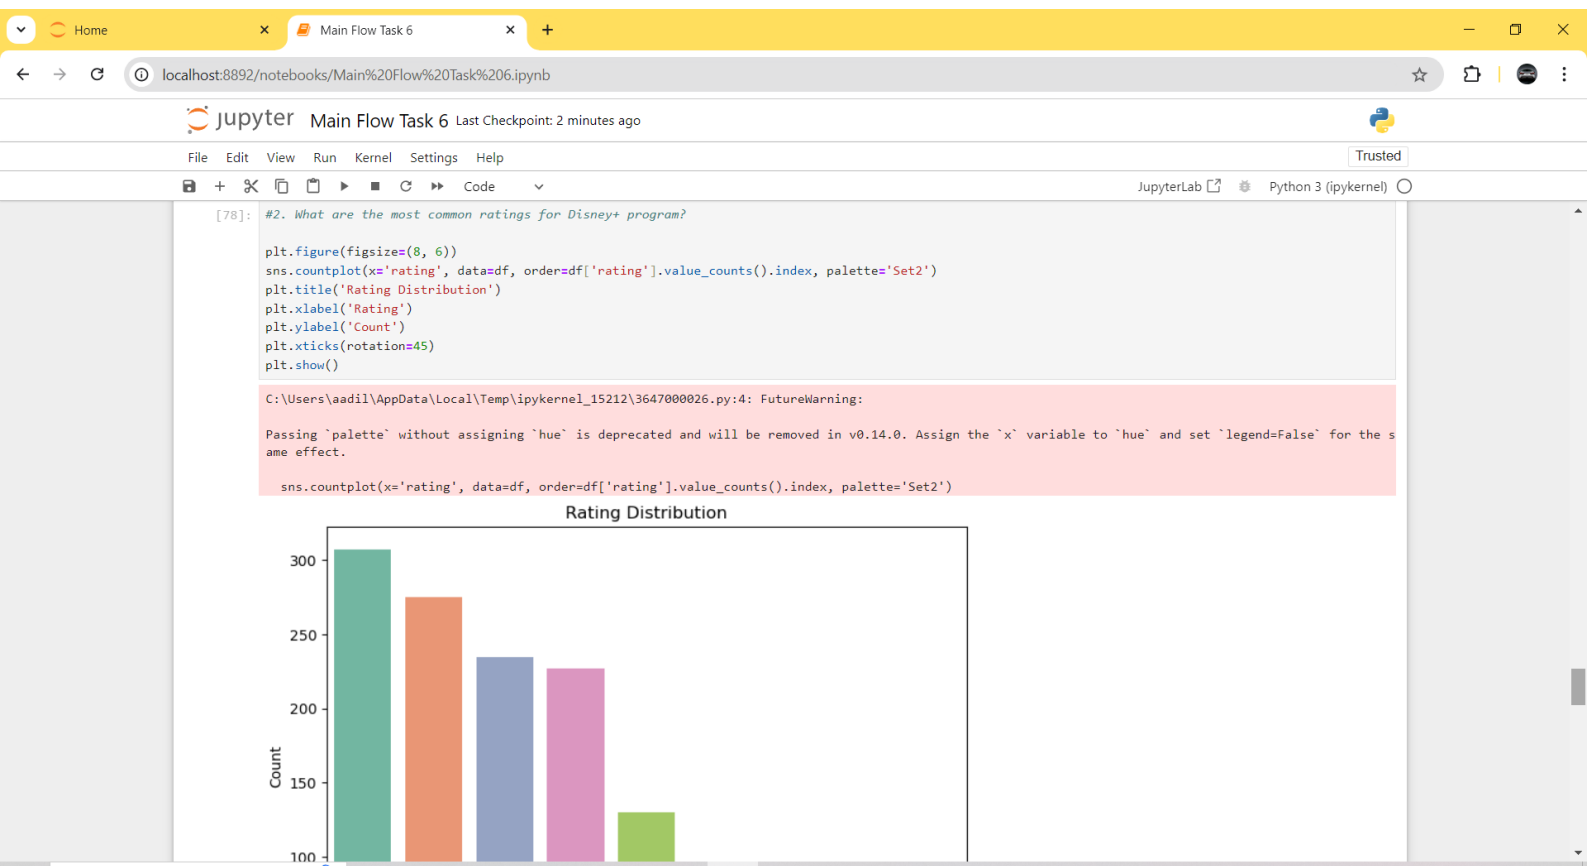 Home
Main Flow Task 6
localhost:8892/notebooks/Main%20Flow%20Task%206.ipynb
jupyter Main Flow Task 6 Last Checkpoint: 2 minutes ago
File Edit View Run Kernel Settings Help
Trusted
Code
JupyterLab
Python 3 (ipykernel)
[78]: #2. What are the most common ratings for Disney+ program?
plt.figure(figsize=(8, 6))
sns.countplot(x='rating', data=df, order=df['rating'].value_counts().index, palette='Set2')
plt.title('Rating Distribution')
plt.xlabel('Rating')
plt.ylabel('Count')
plt.xticks(rotation=45)
plt.show()
C:\Users\aadil\AppData\Local\Temp\ipykernel_15212\3647000026.py:4: FutureWarning:
Passing `palette` without assigning `hue` is deprecated and will be removed in v0.14.0. Assign the `x` variable to `hue` and set `legend=False` for the s
ame effect.
sns.countplot(x='rating', data=df, order=df['rating'].value_counts().index, palette='Set2')
Rating Distribution
300
250
200
Count
150
100